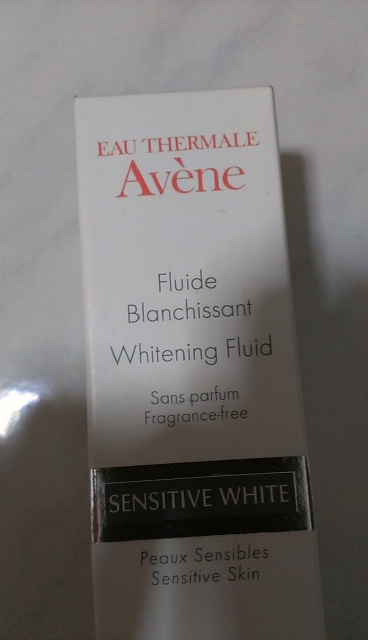 EAU THERMALE
Avène
Fluide
Blanchissant
Whitening Fluid
Sans parfum
Fragrance-free
SENSITIVE WHITE
Peaux Sensibles
Sensitive Skin